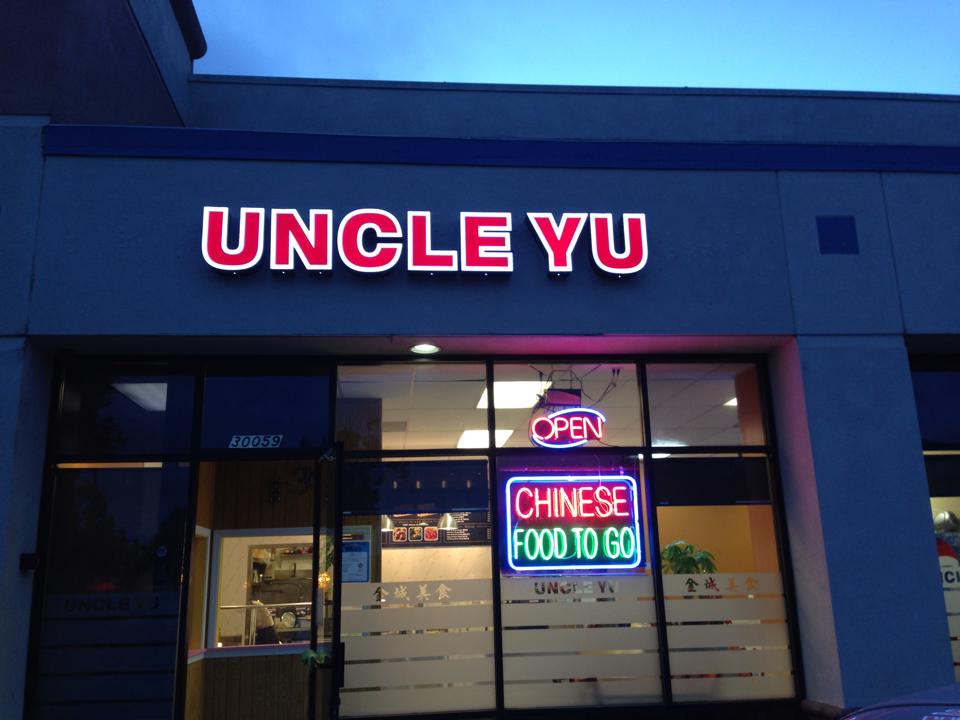 UNCLE YU
30059
OPEN
CHINESE
FOOD TO GO
金城美食
UNCLE YU
金城美食
UNCLE YU